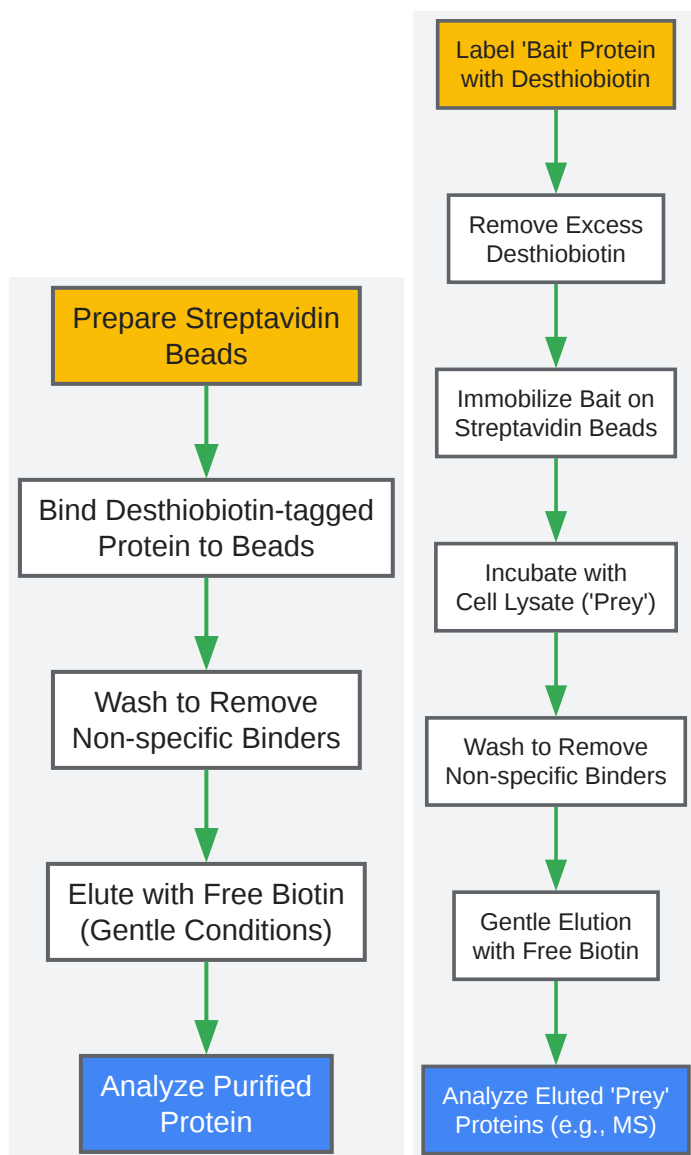 Prepare Streptavidin
Beads
Bind Desthiobiotin-tagged
Protein to Beads
Wash to Remove
Non-specific Binders
Elute with Free Biotin
(Gentle Conditions)
Analyze Purified
Protein
Label 'Bait' Protein
with Desthiobiotin
Remove Excess
Desthiobiotin
Immobilize Bait on
Streptavidin Beads
Incubate with
Cell Lysate ('Prey')
Wash to Remove
Non-specific Binders
Gentle Elution
with Free Biotin
Analyze Eluted 'Prey'
Proteins (e.g., MS)